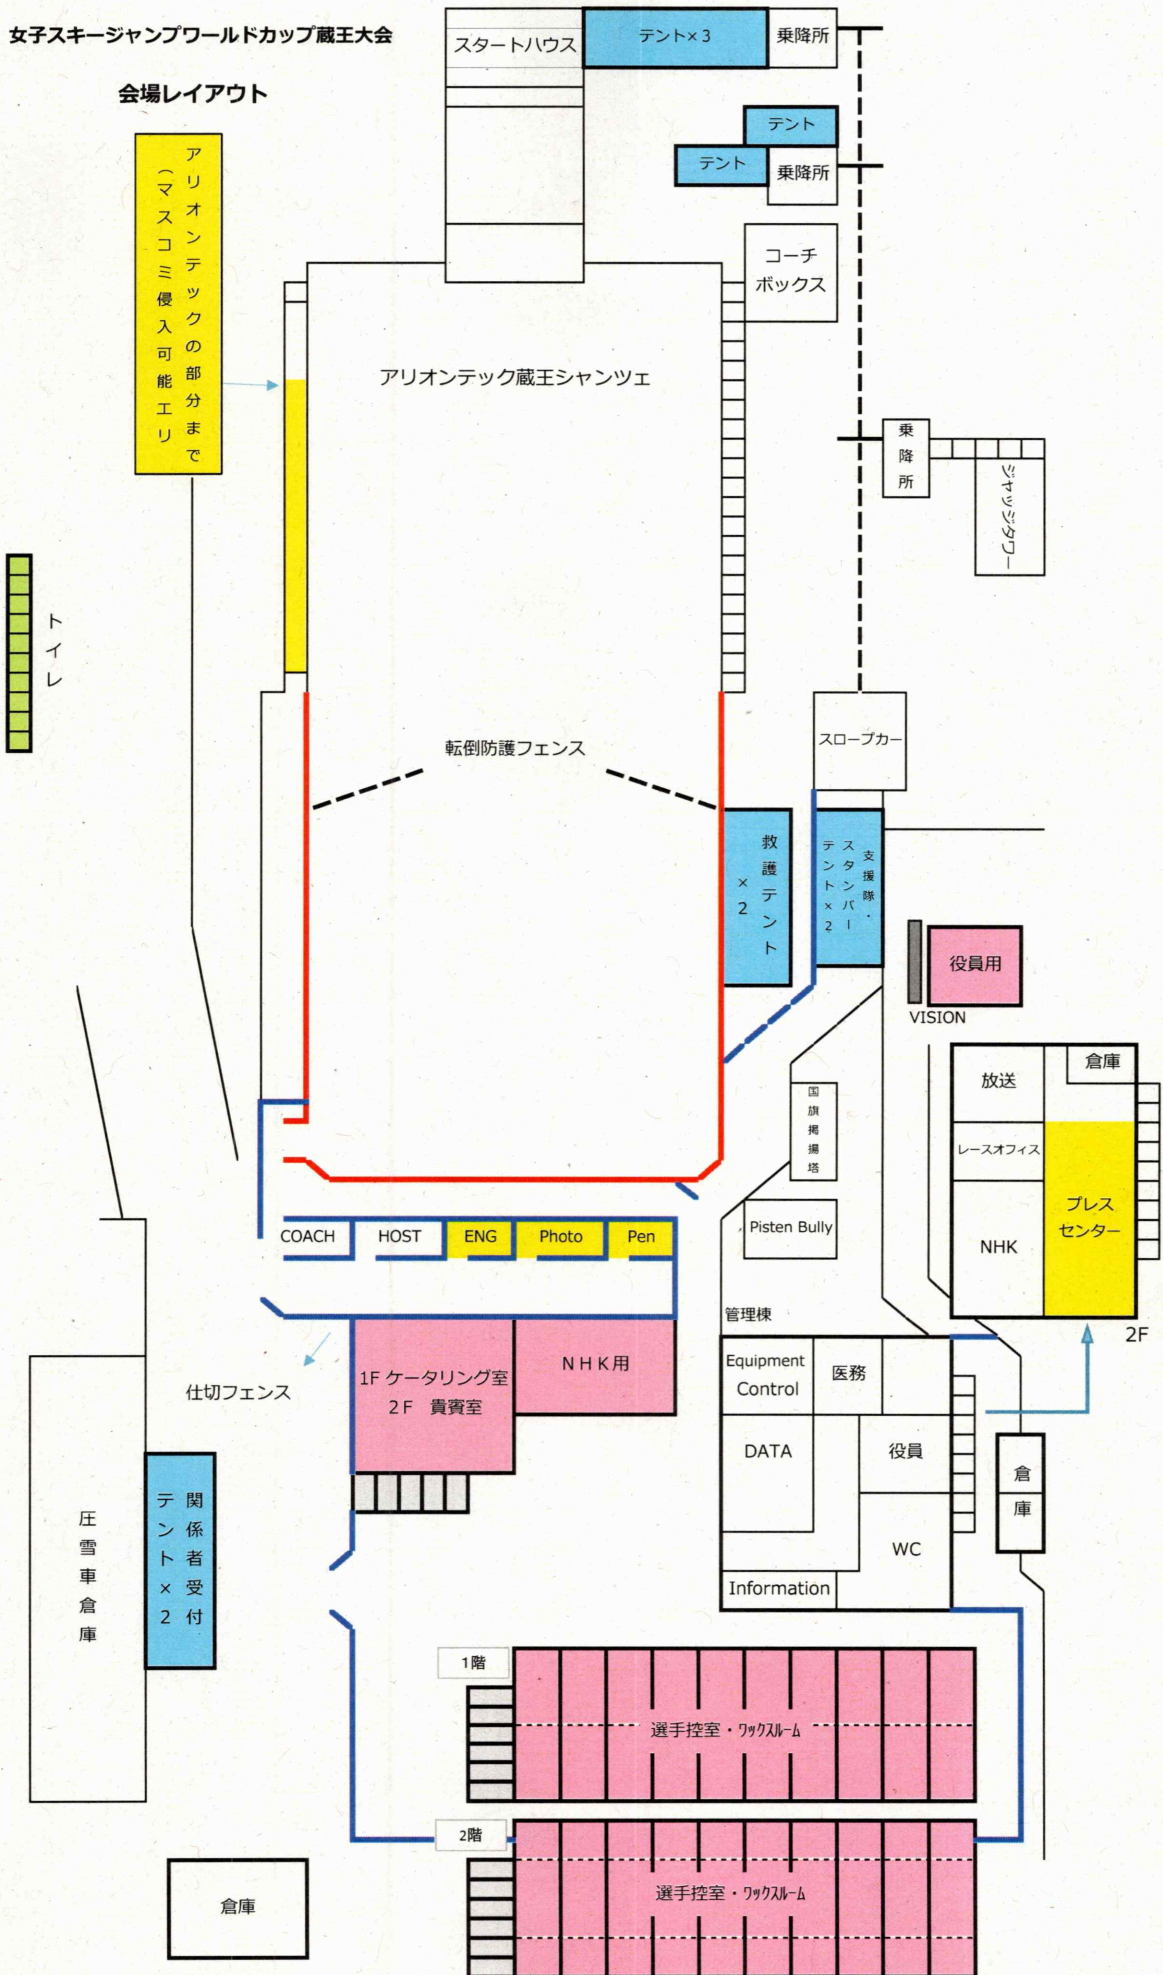 女子スキージャンプワールドカップ蔵王大会
会場レイアウト
スタートハウス
テント×3
乗降所
テント
テント
乗降所
コーチ
ボックス
アリオンテックの部分まで
（マスコミ侵入可能エリ
アリオンテック蔵王シャンツェ
乗降所
ジャッジタワー
トイレ
転倒防護フェンス
スロープカー
救護テント
×2
支援隊・
スタンバー
テント×2
役員用
VISION
国旗掲揚塔
放送
倉庫
レースオフィス
プレス
センター
NHK
2F
COACH
HOST
ENG
Photo
Pen
Pisten Bully
管理棟
1F ケータリング室
2F 貴賓室
NHK用
仕切フェンス
Equipment
Control
医務
DATA
役員
WC
Information
倉庫
圧雪車倉庫
関係者受付
テント×2
1階
選手控室・ワックスルーム
2階
選手控室・ワックスルーム
倉庫